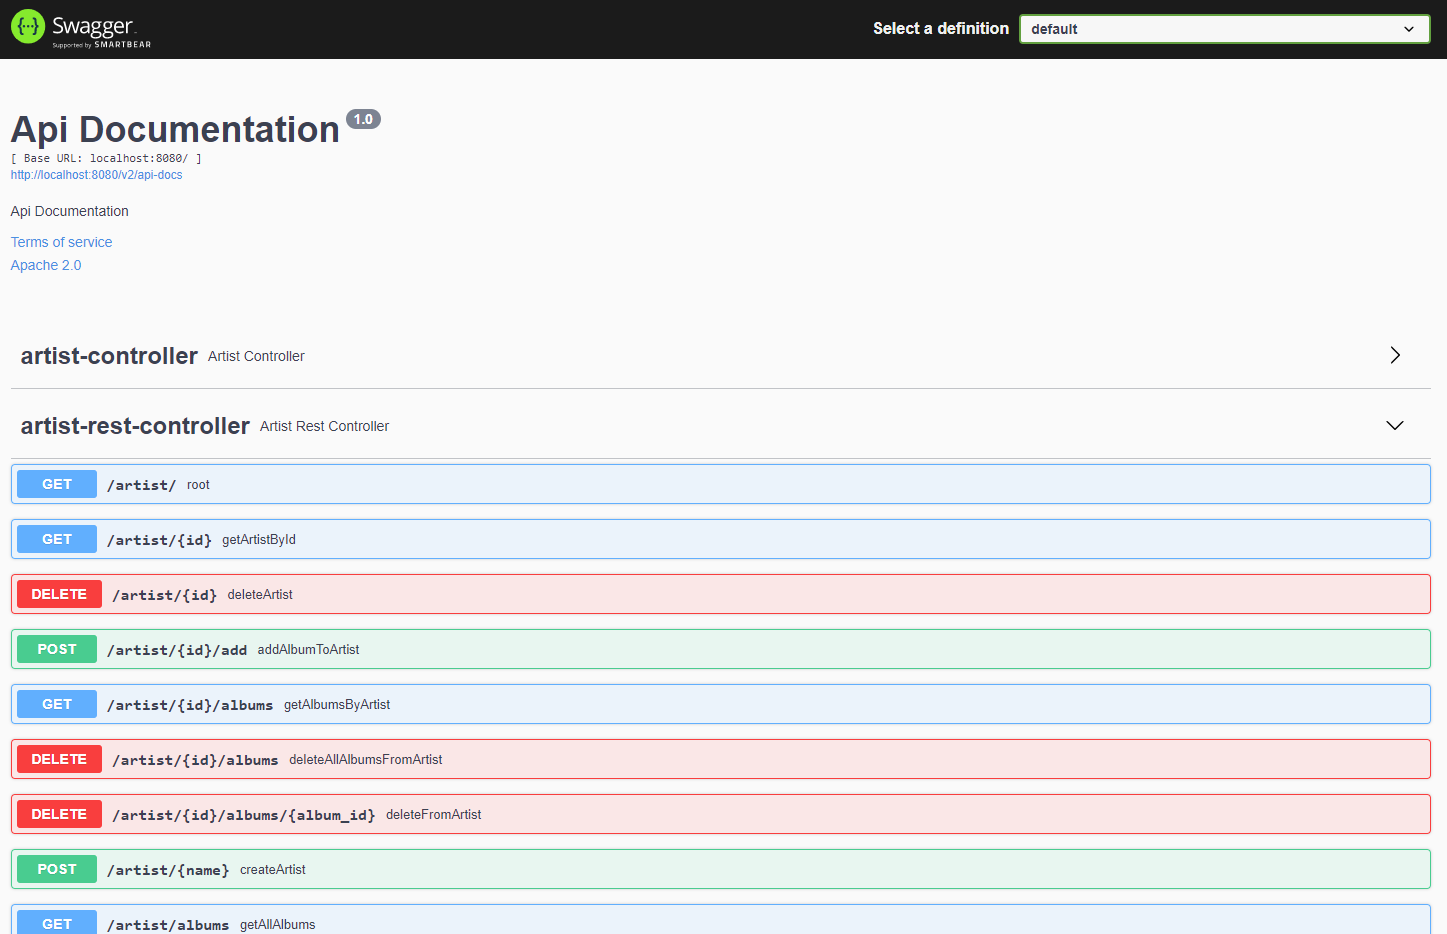 Swagger
Supported by SMARTBEAR
Select a definition
default
Api Documentation 1.0
[ Base URL: localhost:8080/ ]
http://localhost:8080/v2/api-docs
Api Documentation
Terms of service
Apache 2.0
artist-controller Artist Controller
artist-rest-controller Artist Rest Controller
GET /artist/ root
GET /artist/{id} getArtistById
DELETE /artist/{id} deleteArtist
POST /artist/{id}/add addAlbumToArtist
GET /artist/{id}/albums getAlbumsByArtist
DELETE /artist/{id}/albums deleteAllAlbumsFromArtist
DELETE /artist/{id}/albums/{album_id} deleteFromArtist
POST /artist/{name} createArtist
GET /artist/albums getAllAlbums